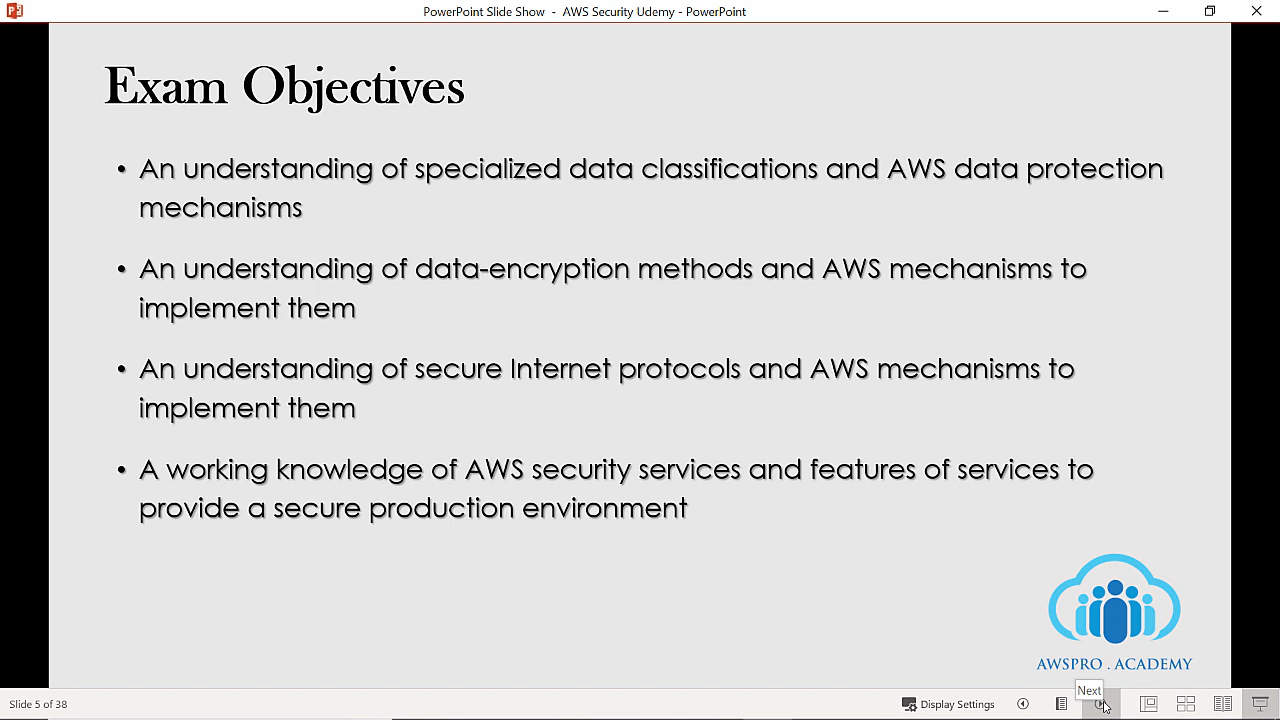 PowerPoint Slide Show - AWS Security Udemy - PowerPoint
Exam Objectives
• An understanding of specialized data classifications and AWS data protection
mechanisms
• An understanding of data-encryption methods and AWS mechanisms to
implement them
• An understanding of secure Internet protocols and AWS mechanisms to
implement them
• A working knowledge of AWS security services and features of services to
provide a secure production environment
AWSPRO . ACADEMY
Next
Slide 5 of 38
Display Settings